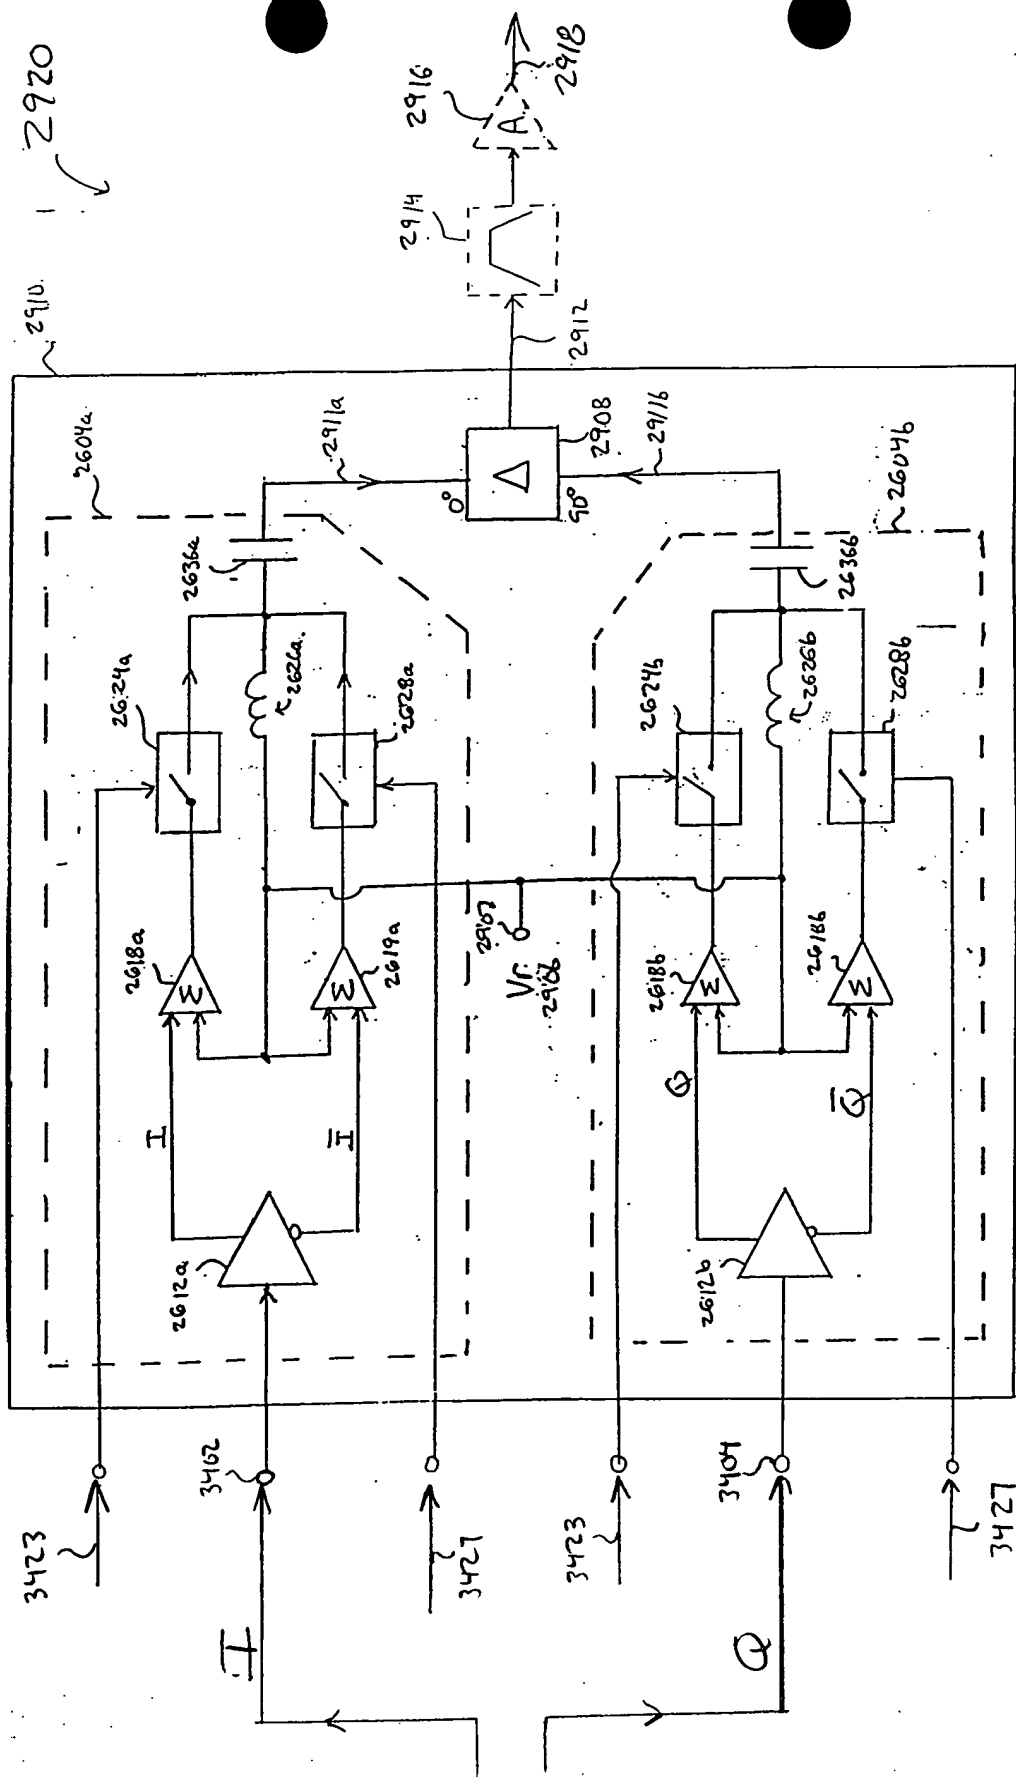 2920
2910
2916
A
2918
2914
2912
2604a
2911a
2636a
0°
Δ
2908
90°
2911b
2604b
2636b
2624a
2626a
2628a
2624b
2626b
2628b
2618a
Σ
Σ
2619a
2907
Vr
2906
2618b
Σ
Σ
2618b
I
I̅
Q
Q̅
2612a
2612b
3423
3402
3427
3423
3404
3427
I
Q